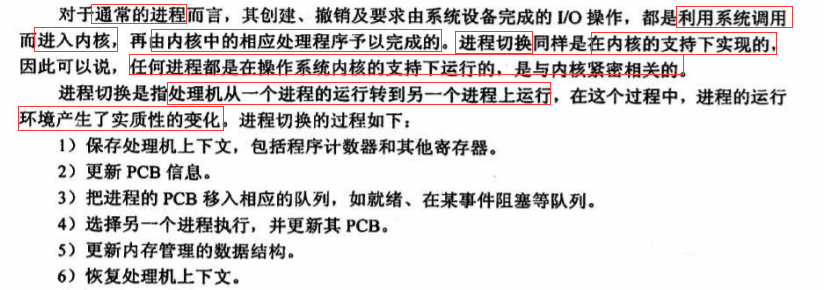 对于通常的进程而言，其创建、撤销及要求由系统设备完成的 I/O 操作，都是利用系统调用
而进入内核，再由内核中的相应处理程序予以完成的。进程切换同样是在内核的支持下实现的，
因此可以说，任何进程都是在操作系统内核的支持下运行的，是与内核紧密相关的。
进程切换是指处理机从一个进程的运行转到另一个进程上运行，在这个过程中，进程的运行
环境产生了实质性的变化。进程切换的过程如下：
1）保存处理机上下文，包括程序计数器和其他寄存器。
2）更新 PCB 信息。
3）把进程的 PCB 移入相应的队列，如就绪、在某事件阻塞等队列。
4）选择另一个进程执行，并更新其 PCB。
5）更新内存管理的数据结构。
6）恢复处理机上下文。